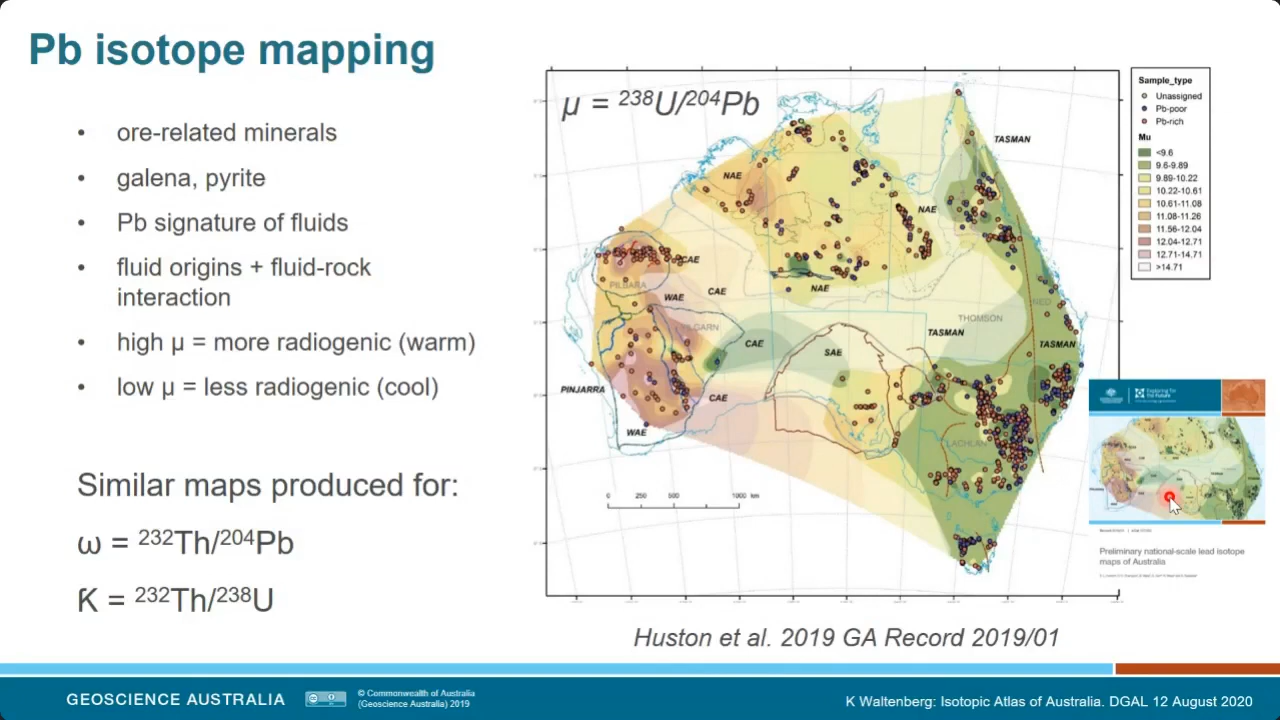 Pb isotope mapping
• ore-related minerals
• galena, pyrite
• Pb signature of fluids
• fluid origins + fluid-rock
interaction
• high μ = more radiogenic (warm)
• low μ = less radiogenic (cool)
Similar maps produced for:
ω = ²³²Th/²⁰⁴Pb
Ƙ = ²³²Th/²³⁸U
μ = ²³⁸U/²⁰⁴Pb
TASMAN
NAE
NAE
CAE
PILBARA
CAE
NAE
WAE
NEO
THOMSON
YILGARN
TASMAN
CAE
SAE
TASMAN
PINJARRA
CAE
WAE
LACHLAN
0 250 500 1000 km
Sample_type
Unassigned
Pb-poor
Pb-rich
Mu
<9.6
9.6-9.89
9.89-10.22
10.22-10.61
10.61-11.08
11.08-11.26
11.56-12.04
12.04-12.71
12.71-14.71
>14.71
Exploring For
The Future
Preliminary national-scale lead isotope
maps of Australia
Huston et al. 2019 GA Record 2019/01
GEOSCIENCE AUSTRALIA
© Commonwealth of Australia
(Geoscience Australia) 2019
K Waltenberg: Isotopic Atlas of Australia. DGAL 12 August 2020